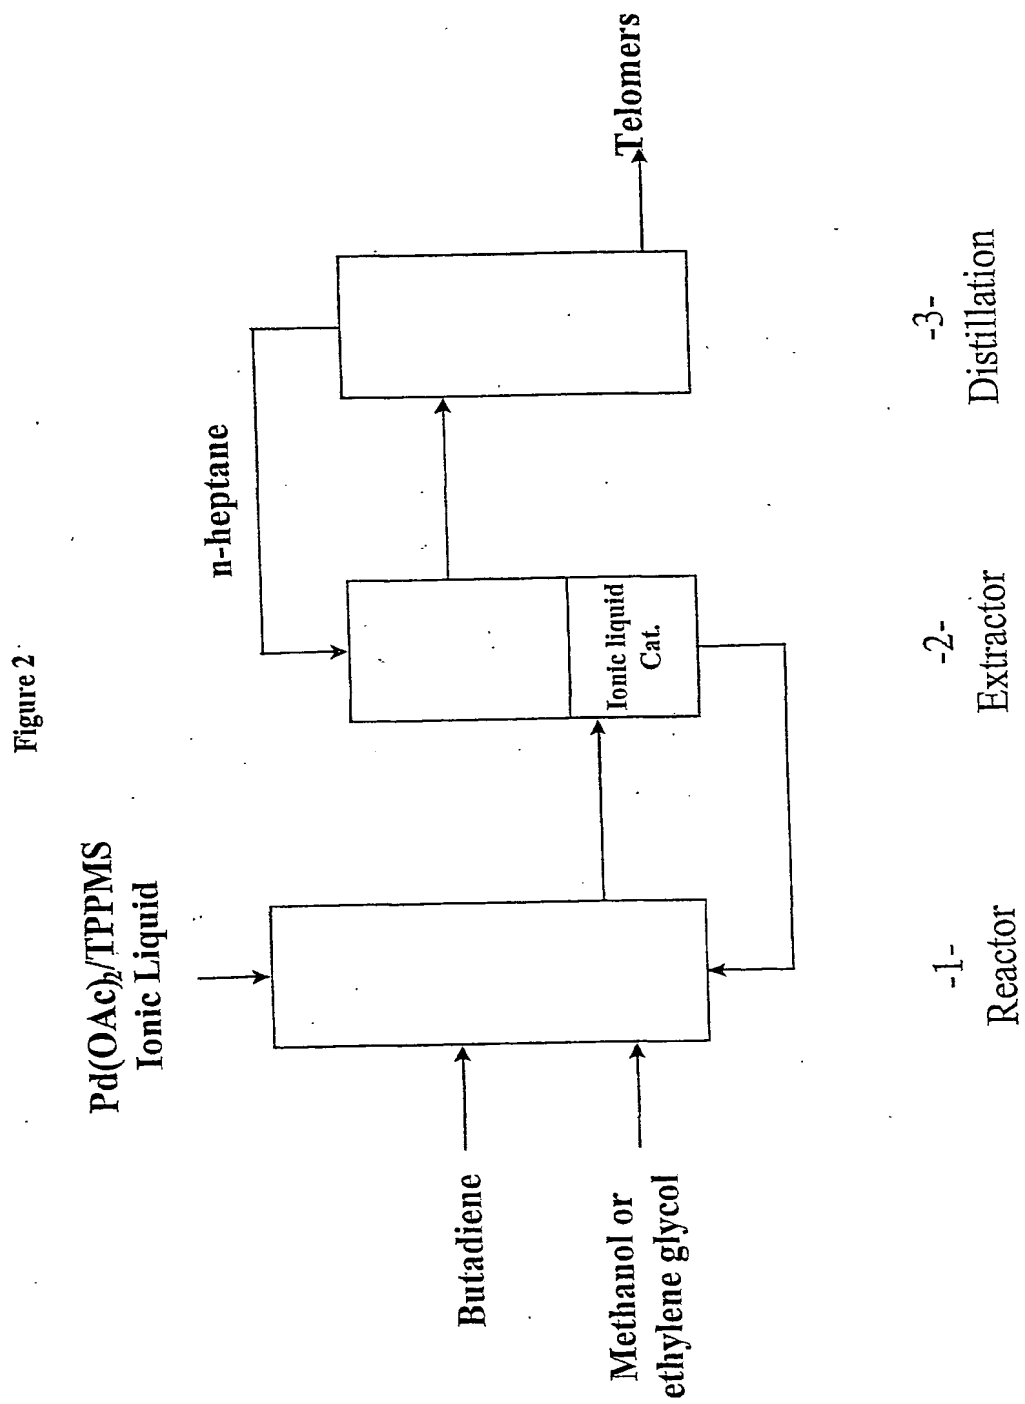 Figure 2
Pd(OAc)₂/TPPMS
Ionic Liquid
n-heptane
Butadiene
Methanol or
ethylene glycol
Ionic liquid
Cat.
Telomers
-1-
Reactor
-2-
Extractor
-3-
Distillation